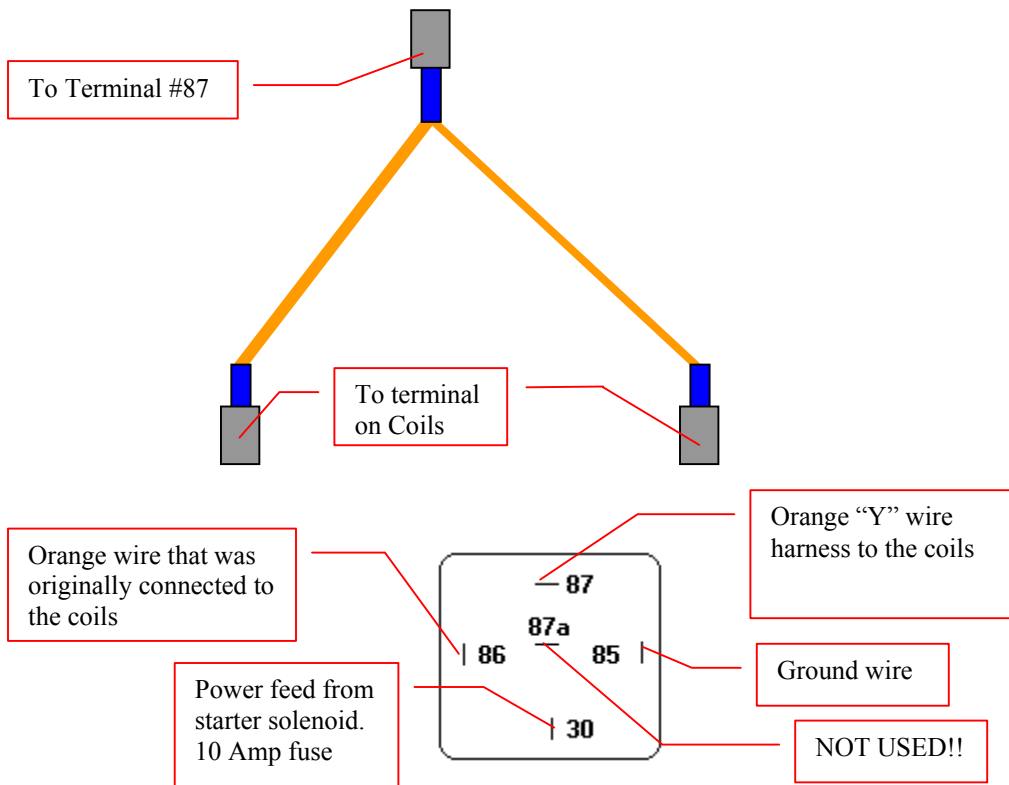 To Terminal #87
To terminal
on Coils
Orange “Y” wire
harness to the coils
Orange wire that was
originally connected to
the coils
87
87a
86
85
Ground wire
Power feed from
starter solenoid.
10 Amp fuse
30
NOT USED!!